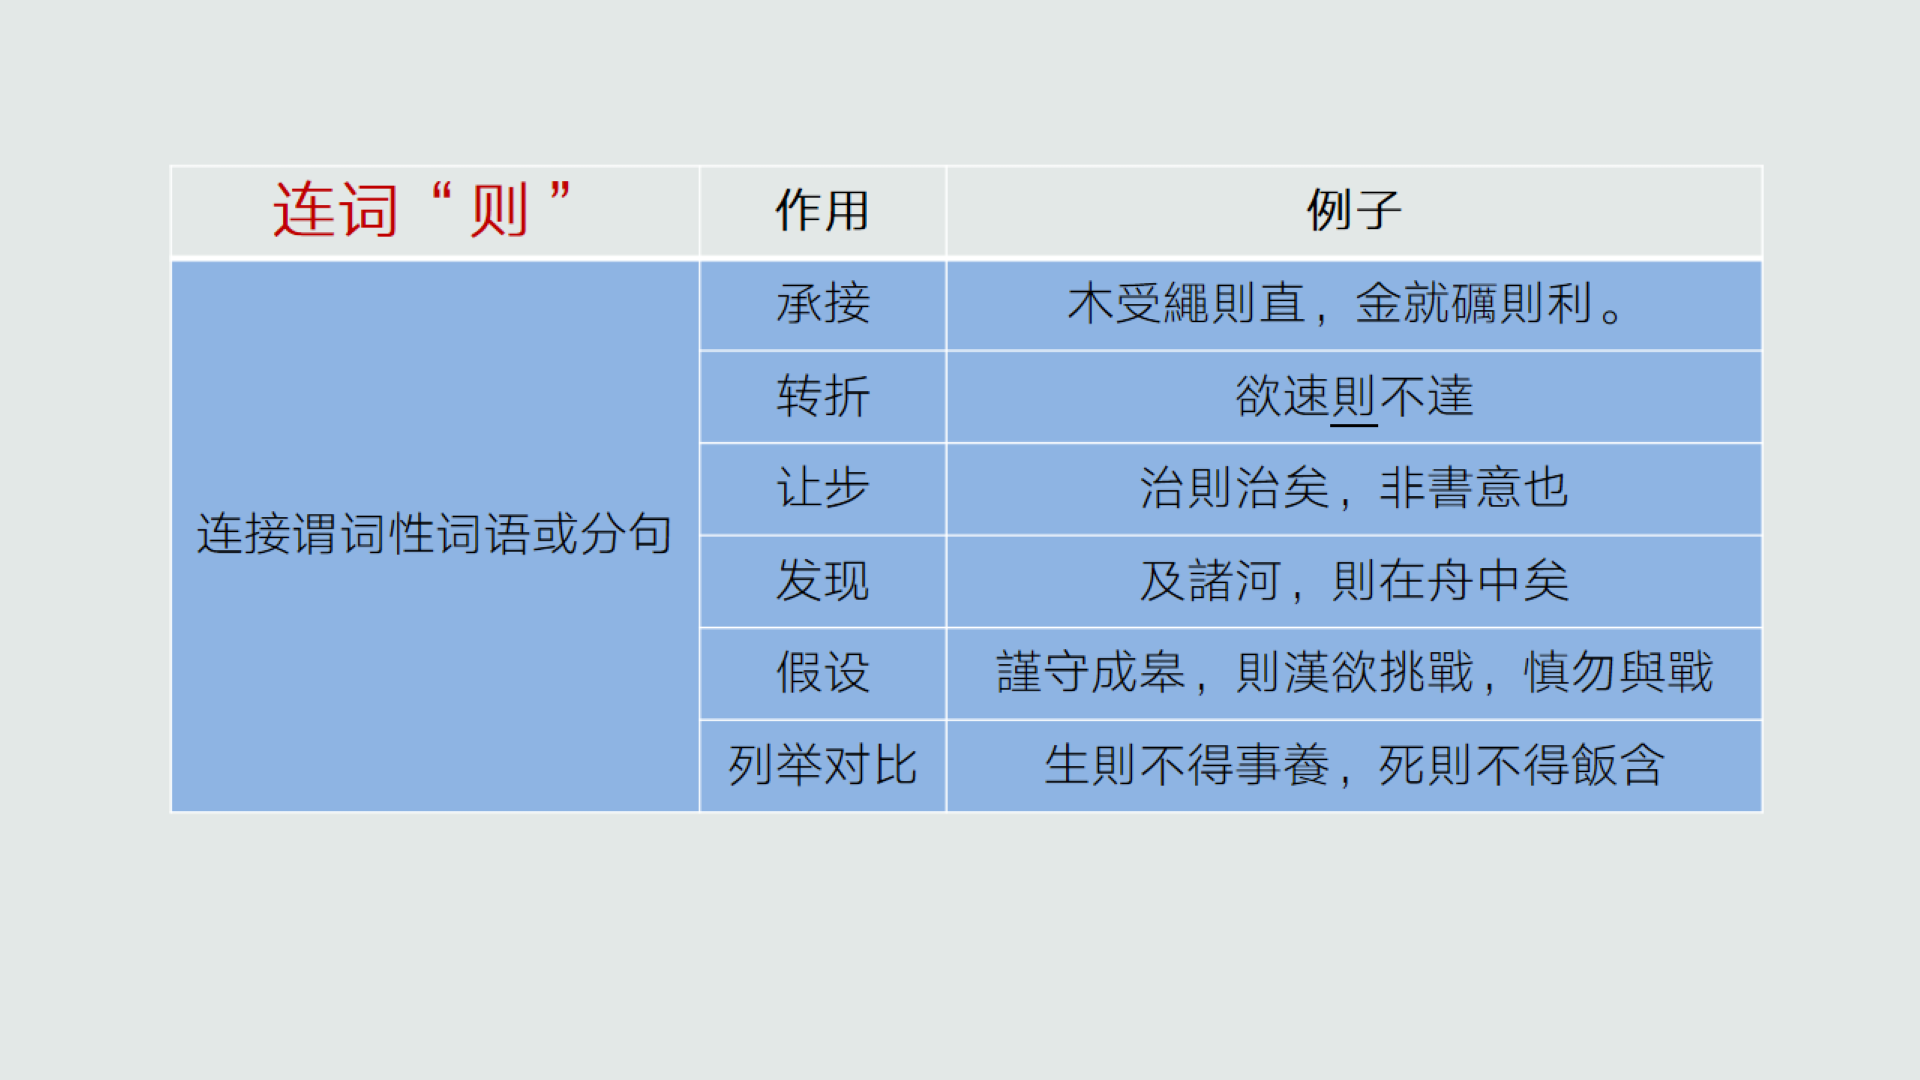 连词“则” 作用 例子
承接 木受繩則直，金就礪則利。
转折 欲速則不達
让步 治則治矣，非書意也
连接谓词性词语或分句
发现 及諸河，則在舟中矣
假设 謹守成皋，則漢欲挑戰，慎勿與戰
列举对比 生則不得事養，死則不得飯含